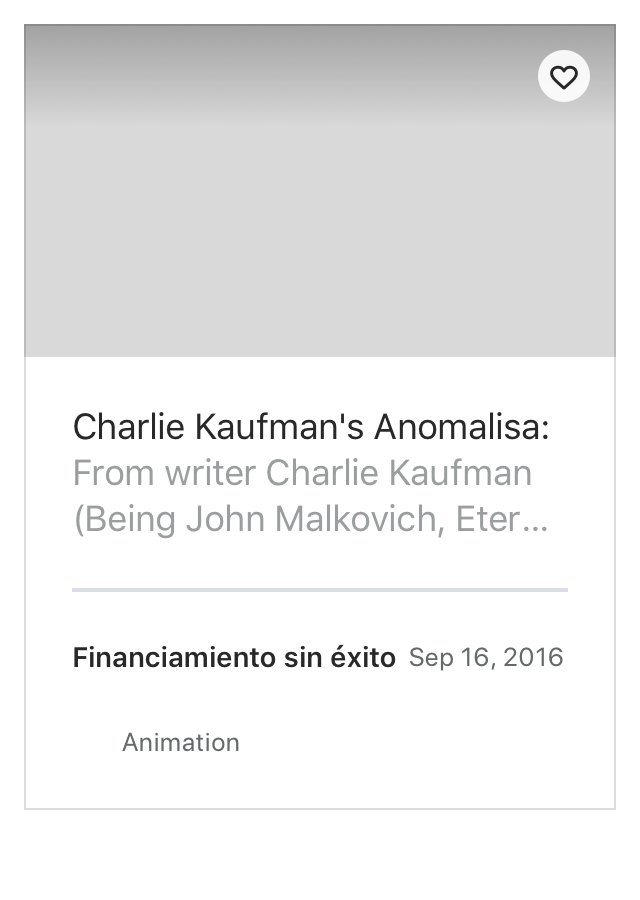 Charlie Kaufman's Anomalisa:
From writer Charlie Kaufman
(Being John Malkovich, Eter...
Financiamiento sin éxito Sep 16, 2016
Animation